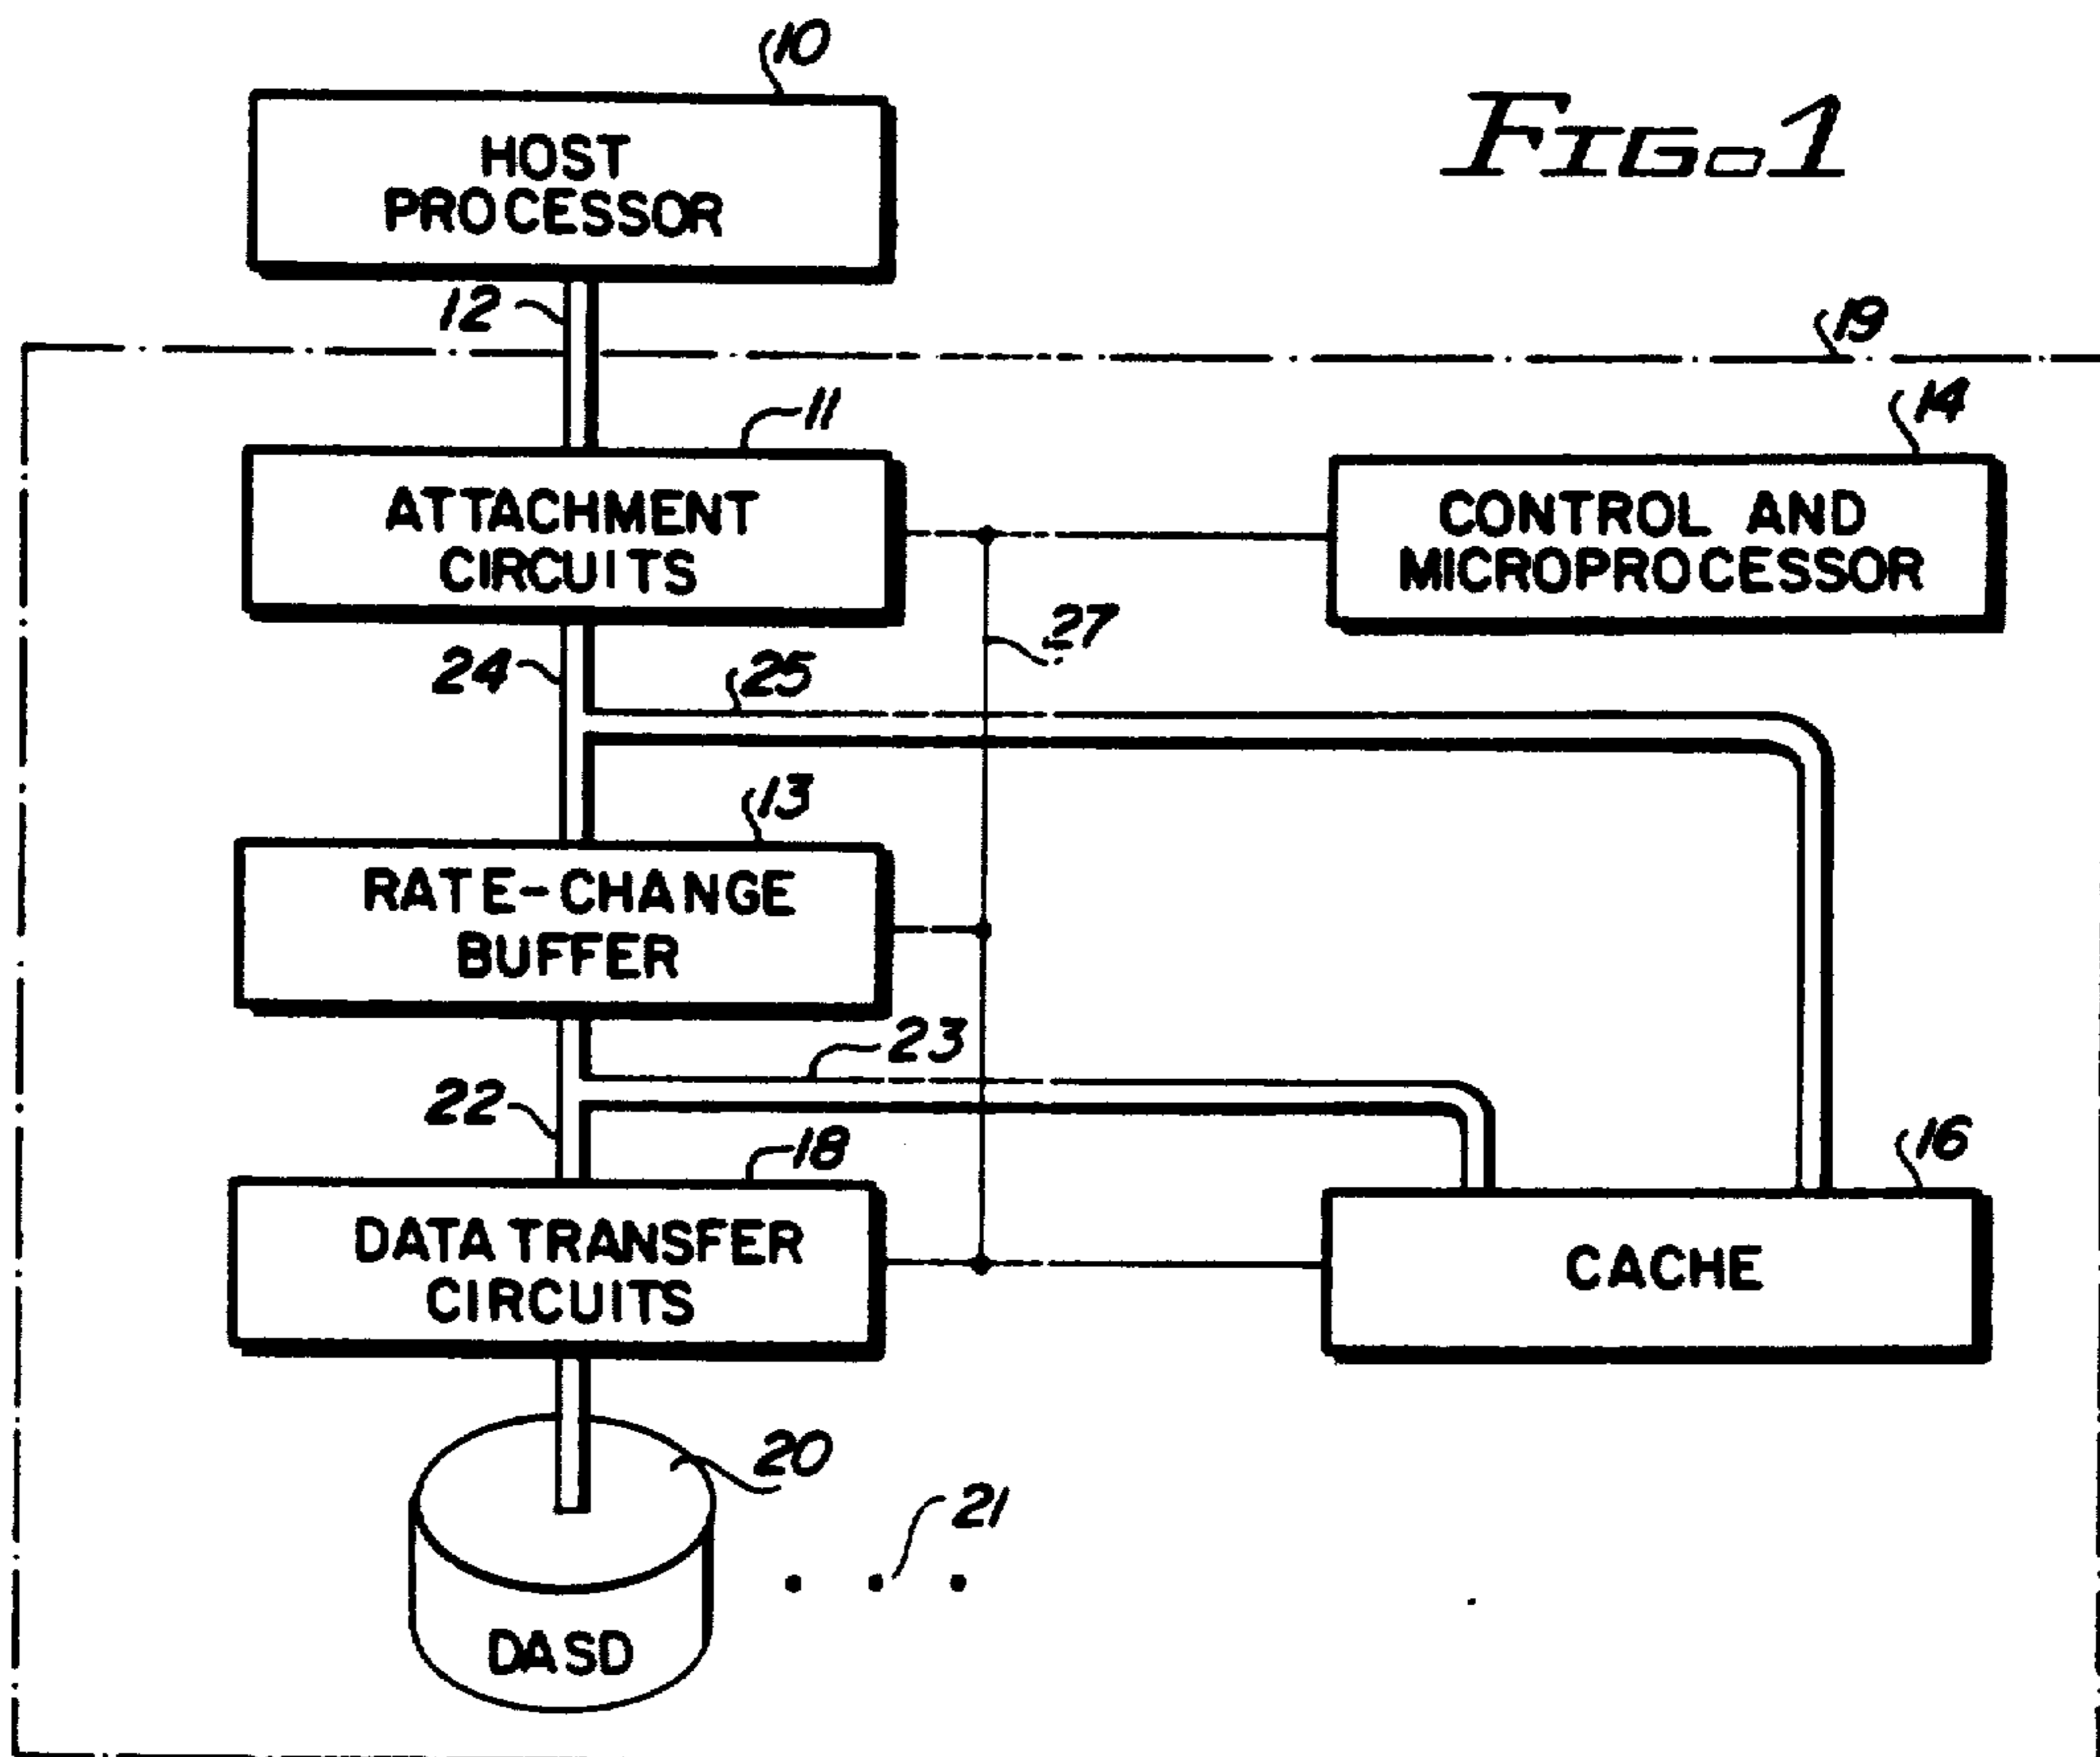 10
FIG. 1
HOST
PROCESSOR
12
19
11
14
ATTACHMENT
CIRCUITS
CONTROL AND
MICROPROCESSOR
27
24
25
13
RATE-CHANGE
BUFFER
23
22
18
16
DATA TRANSFER
CIRCUITS
CACHE
20
21
DASD